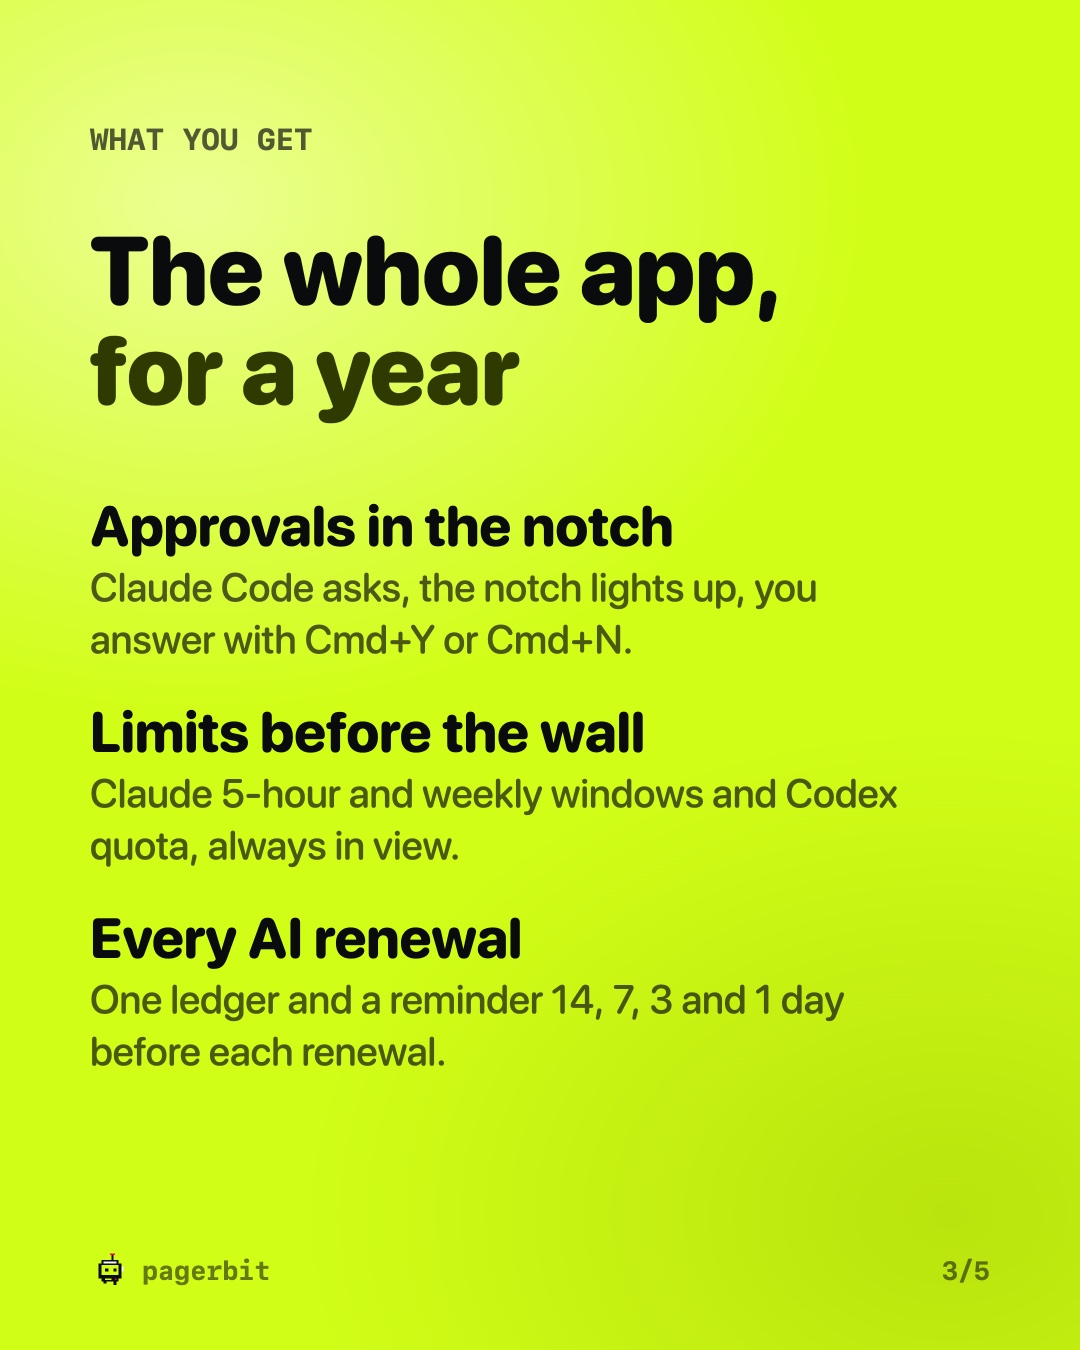 WHAT YOU GET
The whole app,
for a year
Approvals in the notch
Claude Code asks, the notch lights up, you
answer with Cmd+Y or Cmd+N.
Limits before the wall
Claude 5-hour and weekly windows and Codex
quota, always in view.
Every AI renewal
One ledger and a reminder 14, 7, 3 and 1 day
before each renewal.
pagerbit
3/5